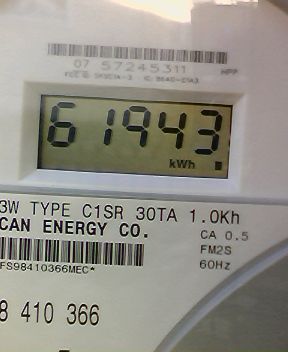 07 57245311
61943
kWh
3W TYPE C1SR 30TA 1.0Kh
CAN ENERGY CO.
CA 0.5
FM2S
60Hz
FS98410366MEC*
8 410 366